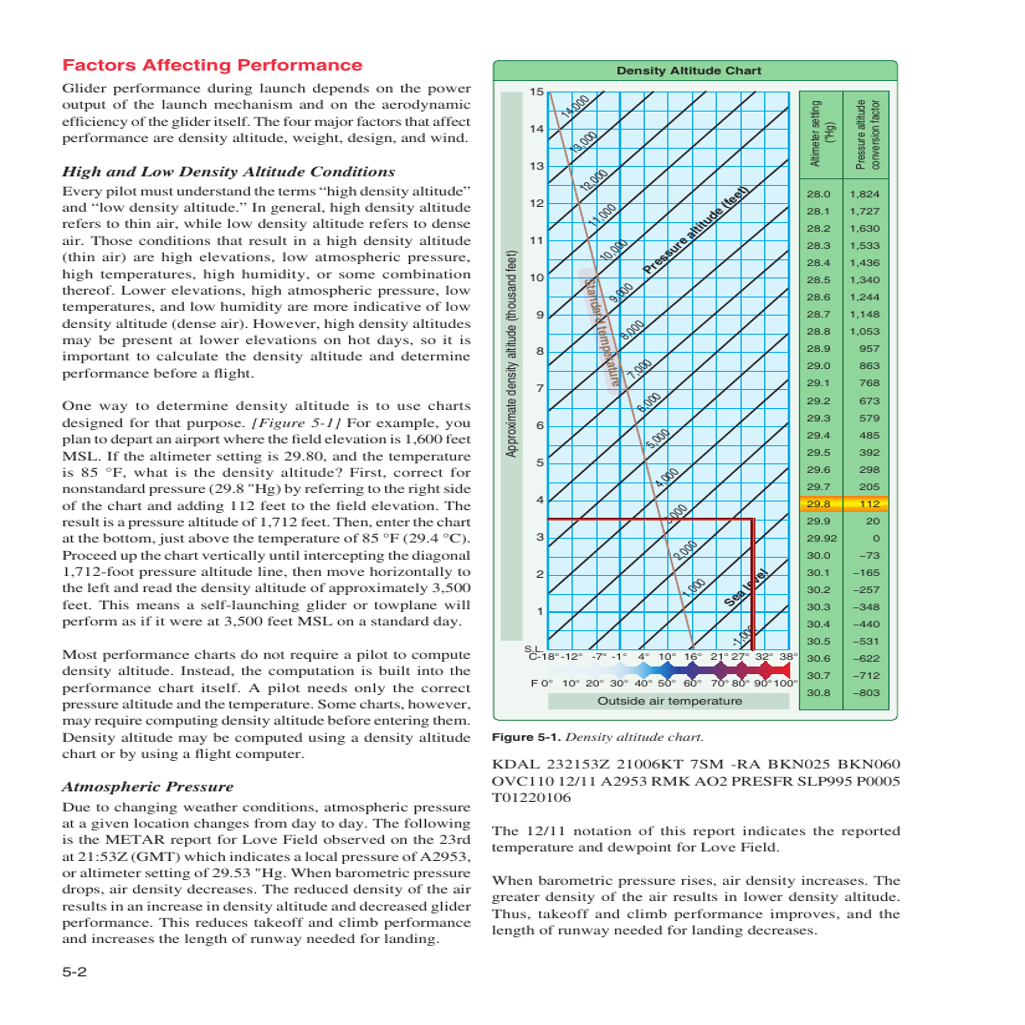 Factors Affecting Performance
Glider performance during launch depends on the power
output of the launch mechanism and on the aerodynamic
efficiency of the glider itself. The four major factors that affect
performance are density altitude, weight, design, and wind.
High and Low Density Altitude Conditions
Every pilot must understand the terms “high density altitude”
and “low density altitude.” In general, high density altitude
refers to thin air, while low density altitude refers to dense
air. Those conditions that result in a high density altitude
(thin air) are high elevations, low atmospheric pressure,
high temperatures, high humidity, or some combination
thereof. Lower elevations, high atmospheric pressure, low
temperatures, and low humidity are more indicative of low
density altitude (dense air). However, high density altitudes
may be present at lower elevations on hot days, so it is
important to calculate the density altitude and determine
performance before a flight.
One way to determine density altitude is to use charts
designed for that purpose. [Figure 5-1] For example, you
plan to depart an airport where the field elevation is 1,600 feet
MSL. If the altimeter setting is 29.80, and the temperature
is 85 °F, what is the density altitude? First, correct for
nonstandard pressure (29.8 "Hg) by referring to the right side
of the chart and adding 112 feet to the field elevation. The
result is a pressure altitude of 1,712 feet. Then, enter the chart
at the bottom, just above the temperature of 85 °F (29.4 °C).
Proceed up the chart vertically until intercepting the diagonal
1,712-foot pressure altitude line, then move horizontally to
the left and read the density altitude of approximately 3,500
feet. This means a self-launching glider or towplane will
perform as if it were at 3,500 feet MSL on a standard day.
Most performance charts do not require a pilot to compute
density altitude. Instead, the computation is built into the
performance chart itself. A pilot needs only the correct
pressure altitude and the temperature. Some charts, however,
may require computing density altitude before entering them.
Density altitude may be computed using a density altitude
chart or by using a flight computer.
Atmospheric Pressure
Due to changing weather conditions, atmospheric pressure
at a given location changes from day to day. The following
is the METAR report for Love Field observed on the 23rd
at 21:53Z (GMT) which indicates a local pressure of A2953,
or altimeter setting of 29.53 "Hg. When barometric pressure
drops, air density decreases. The reduced density of the air
results in an increase in density altitude and decreased glider
performance. This reduces takeoff and climb performance
and increases the length of runway needed for landing.
5-2
Density Altitude Chart
Approximate density altitude (thousand feet)
15
14
13
12
11
10
9
8
7
6
5
4
3
2
1
S.L.
14,000
13,000
12,000
11,000
10,000
9,000
8,000
7,000
6,000
5,000
4,000
3,000
2,000
1,000
Sea level
-1,000
Pressure altitude (feet)
Standard temperature
C-18° -12° -7° -1° 4° 10° 16° 21° 27° 32° 38°
F 0° 10° 20° 30° 40° 50° 60° 70° 80° 90° 100°
Outside air temperature
Altimeter setting ("Hg)
Pressure altitude conversion factor
28.0 1,824
28.1 1,727
28.2 1,630
28.3 1,533
28.4 1,436
28.5 1,340
28.6 1,244
28.7 1,148
28.8 1,053
28.9 957
29.0 863
29.1 768
29.2 673
29.3 579
29.4 485
29.5 392
29.6 298
29.7 205
29.8 112
29.9 20
29.92 0
30.0 –73
30.1 –165
30.2 –257
30.3 –348
30.4 –440
30.5 –531
30.6 –622
30.7 –712
30.8 –803
Figure 5-1. Density altitude chart.
KDAL 232153Z 21006KT 7SM -RA BKN025 BKN060
OVC110 12/11 A2953 RMK AO2 PRESFR SLP995 P0005
T01220106
The 12/11 notation of this report indicates the reported
temperature and dewpoint for Love Field.
When barometric pressure rises, air density increases. The
greater density of the air results in lower density altitude.
Thus, takeoff and climb performance improves, and the
length of runway needed for landing decreases.